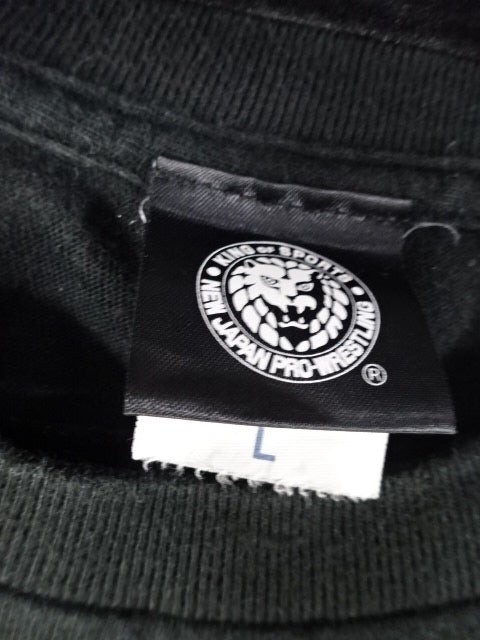 KING OF SPORTS
NEW JAPAN PRO-WRESTLING
®
L